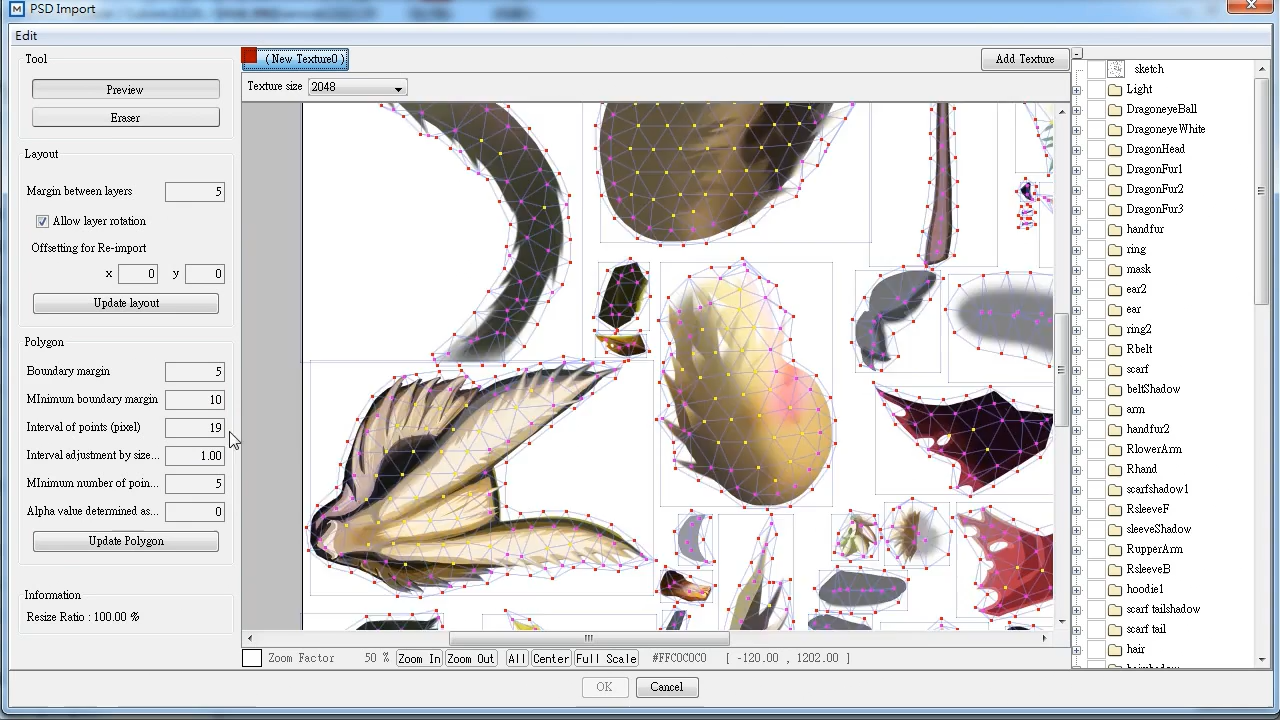 PSD Import
Edit
Tool
Preview
Eraser
Layout
Margin between layers 5
Allow layer rotation
Offsetting for Re-import
x 0 y 0
Update layout
Polygon
Boundary margin 5
MInimum boundary margin 10
Interval of points (pixel) 19
Interval adjustment by size... 1.00
MInimum number of poin... 5
Alpha value determined as... 0
Update Polygon
Information
Resize Ratio : 100.00 %
( New Texture0 )
Add Texture
Texture size 2048
Zoom Factor 50 % Zoom In Zoom Out All Center Full Scale #FFC0C0C0 [ -120.00 , 1202.00 ]
OK Cancel
sketch
Light
DragoneyeBall
DragoneyeWhite
DragonHead
DragonFur1
DragonFur2
DragonFur3
handfur
ring
mask
ear2
ear
ring2
Rbelt
scarf
beltShadow
arm
handfur2
RlowerArm
Rhand
scarfshadow1
RsleeveF
sleeveShadow
RupperArm
RsleeveB
hoodie1
scarf tailshadow
scarf tail
hair